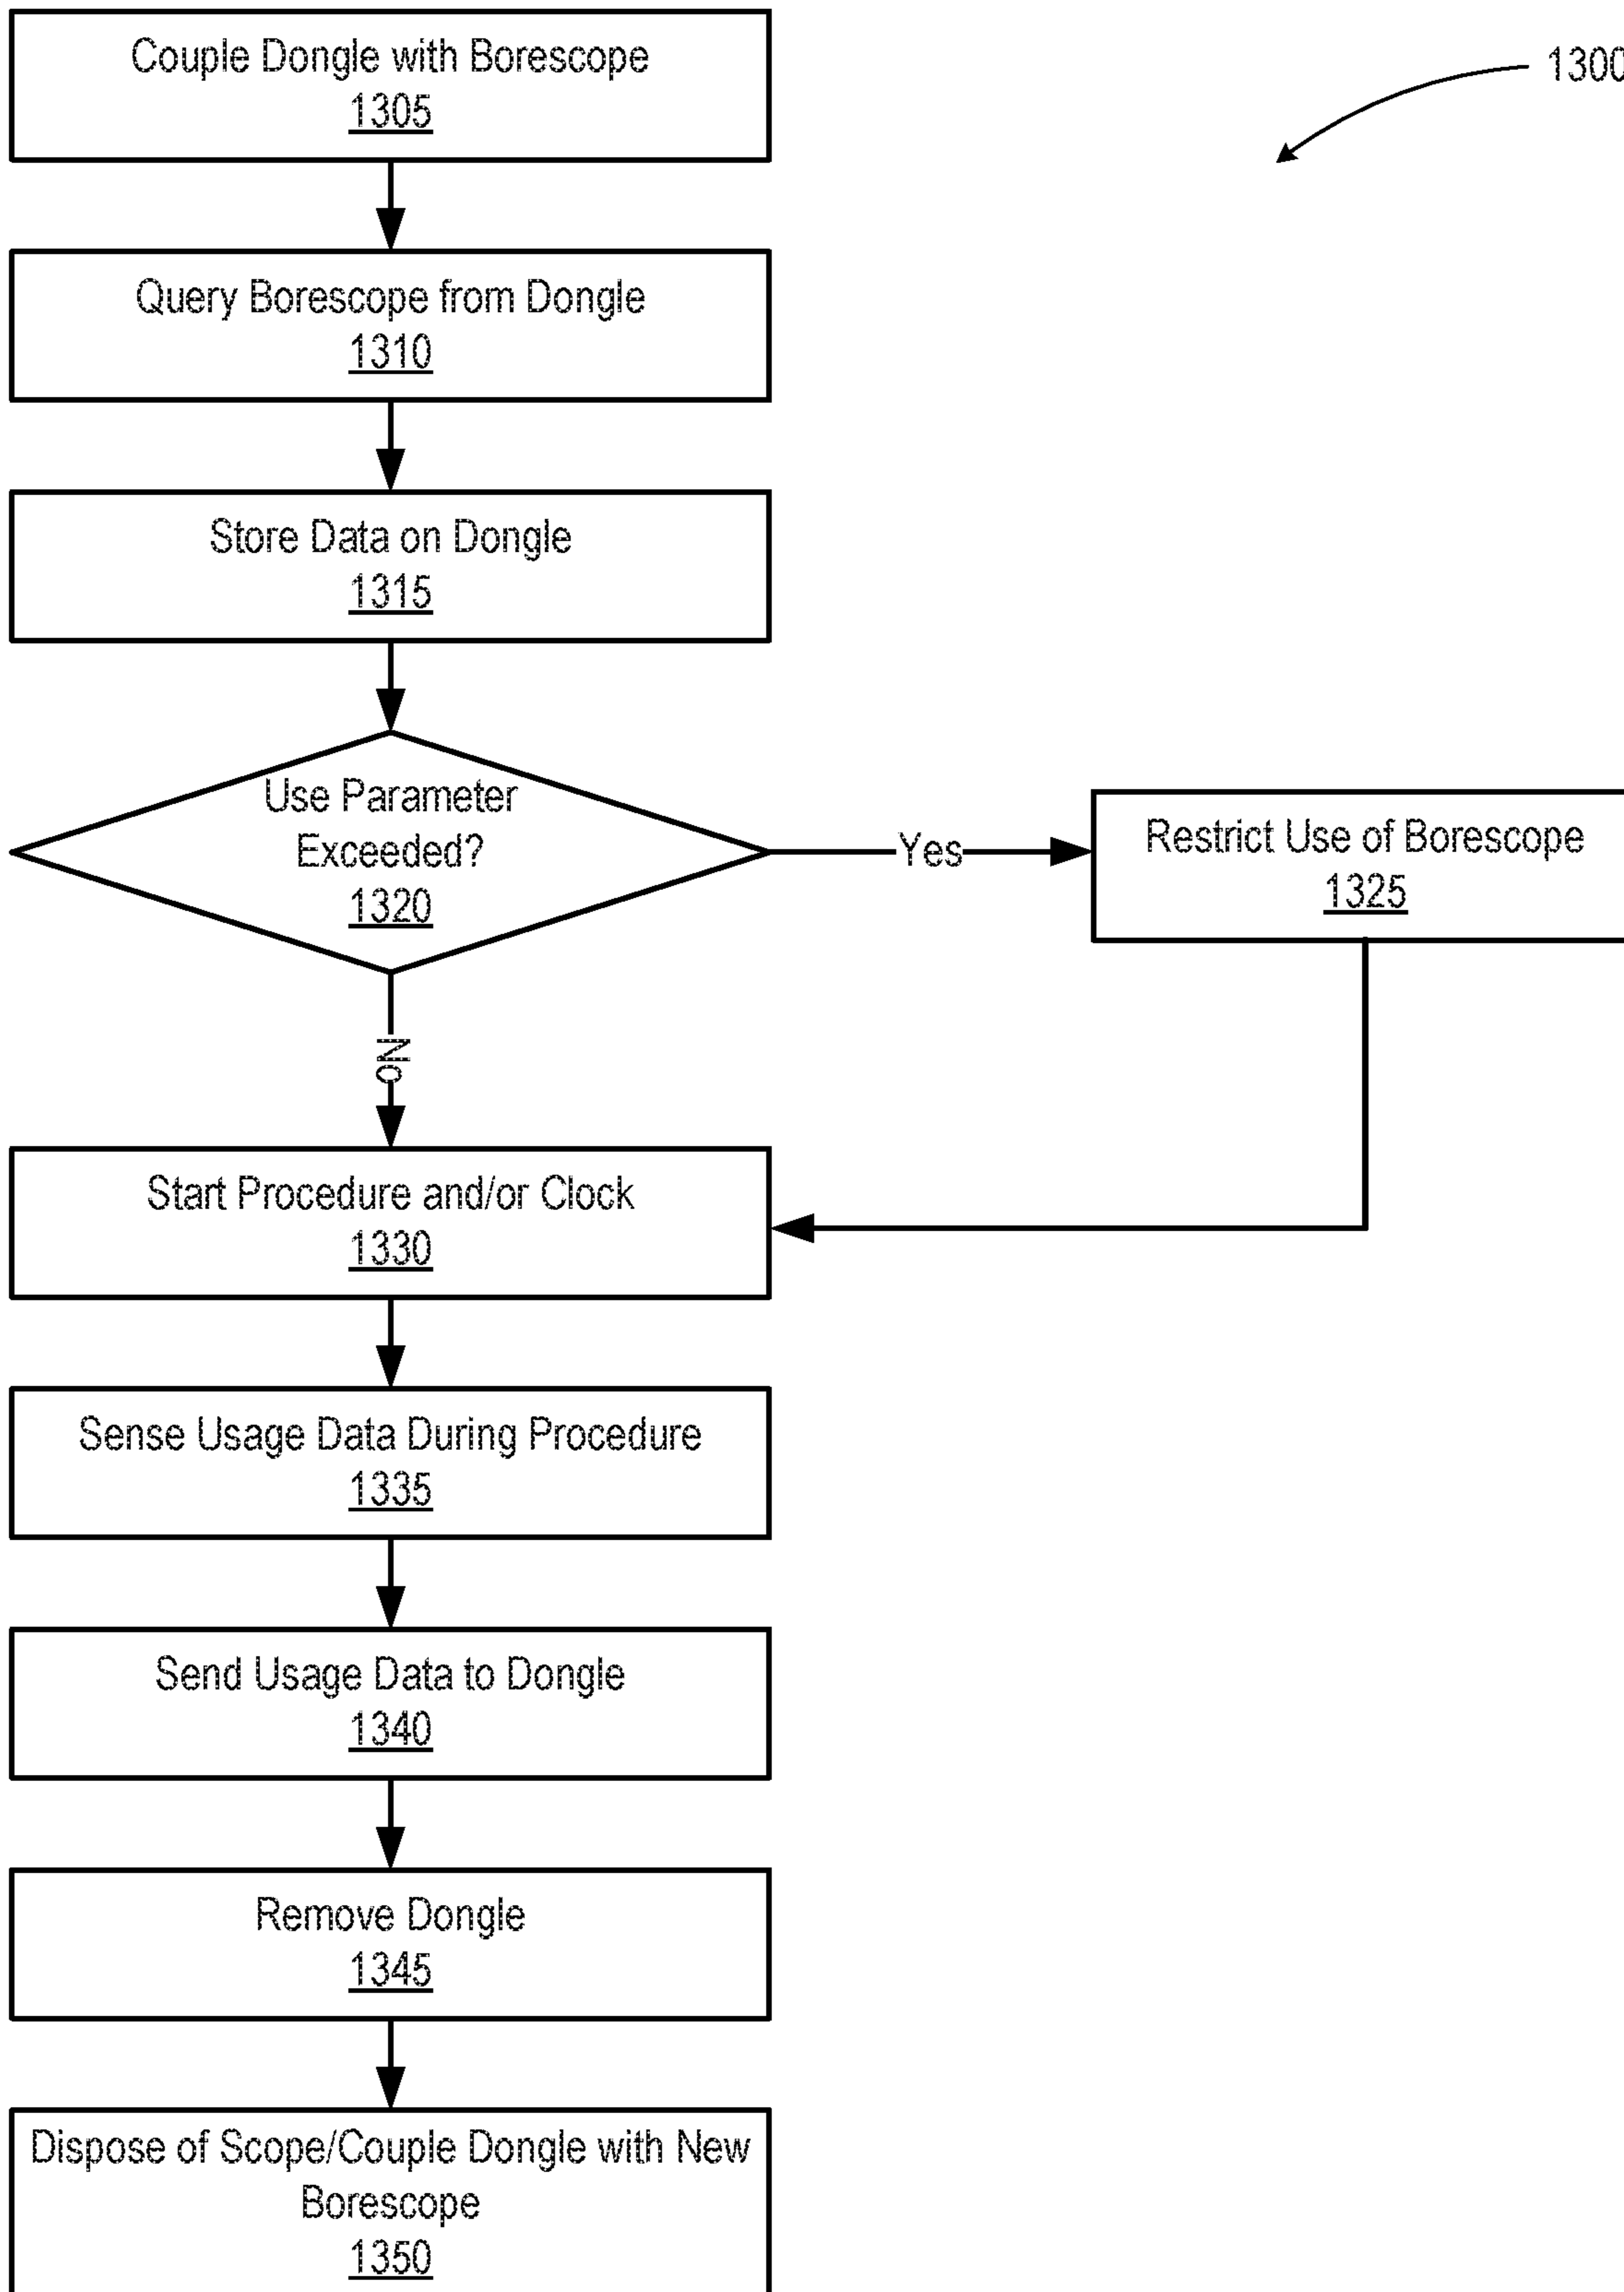 Couple Dongle with Borescope
1305
1300
Query Borescope from Dongle
1310
Store Data on Dongle
1315
Use Parameter
Exceeded?
1320
Yes
Restrict Use of Borescope
1325
No
Start Procedure and/or Clock
1330
Sense Usage Data During Procedure
1335
Send Usage Data to Dongle
1340
Remove Dongle
1345
Dispose of Scope/Couple Dongle with New
Borescope
1350